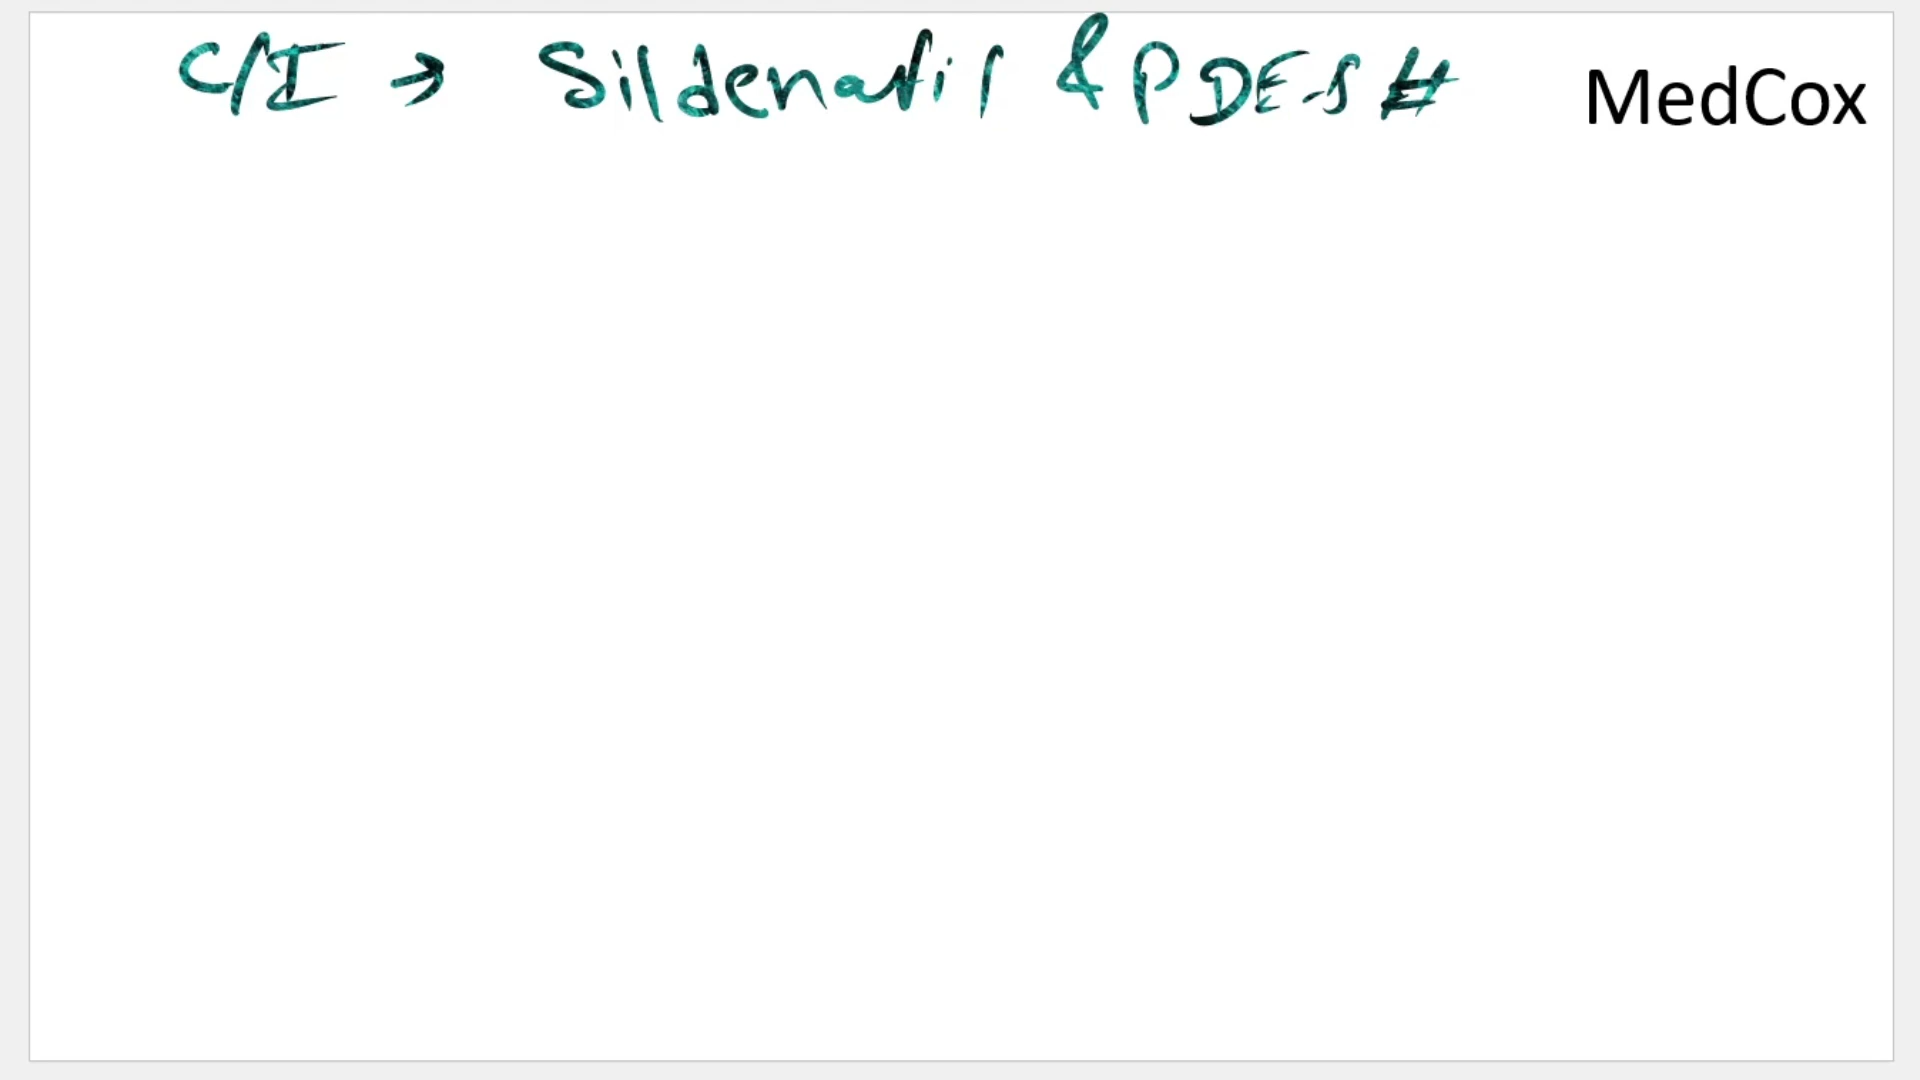 C/I → Sildenafil & PDE-5 #
MedCox